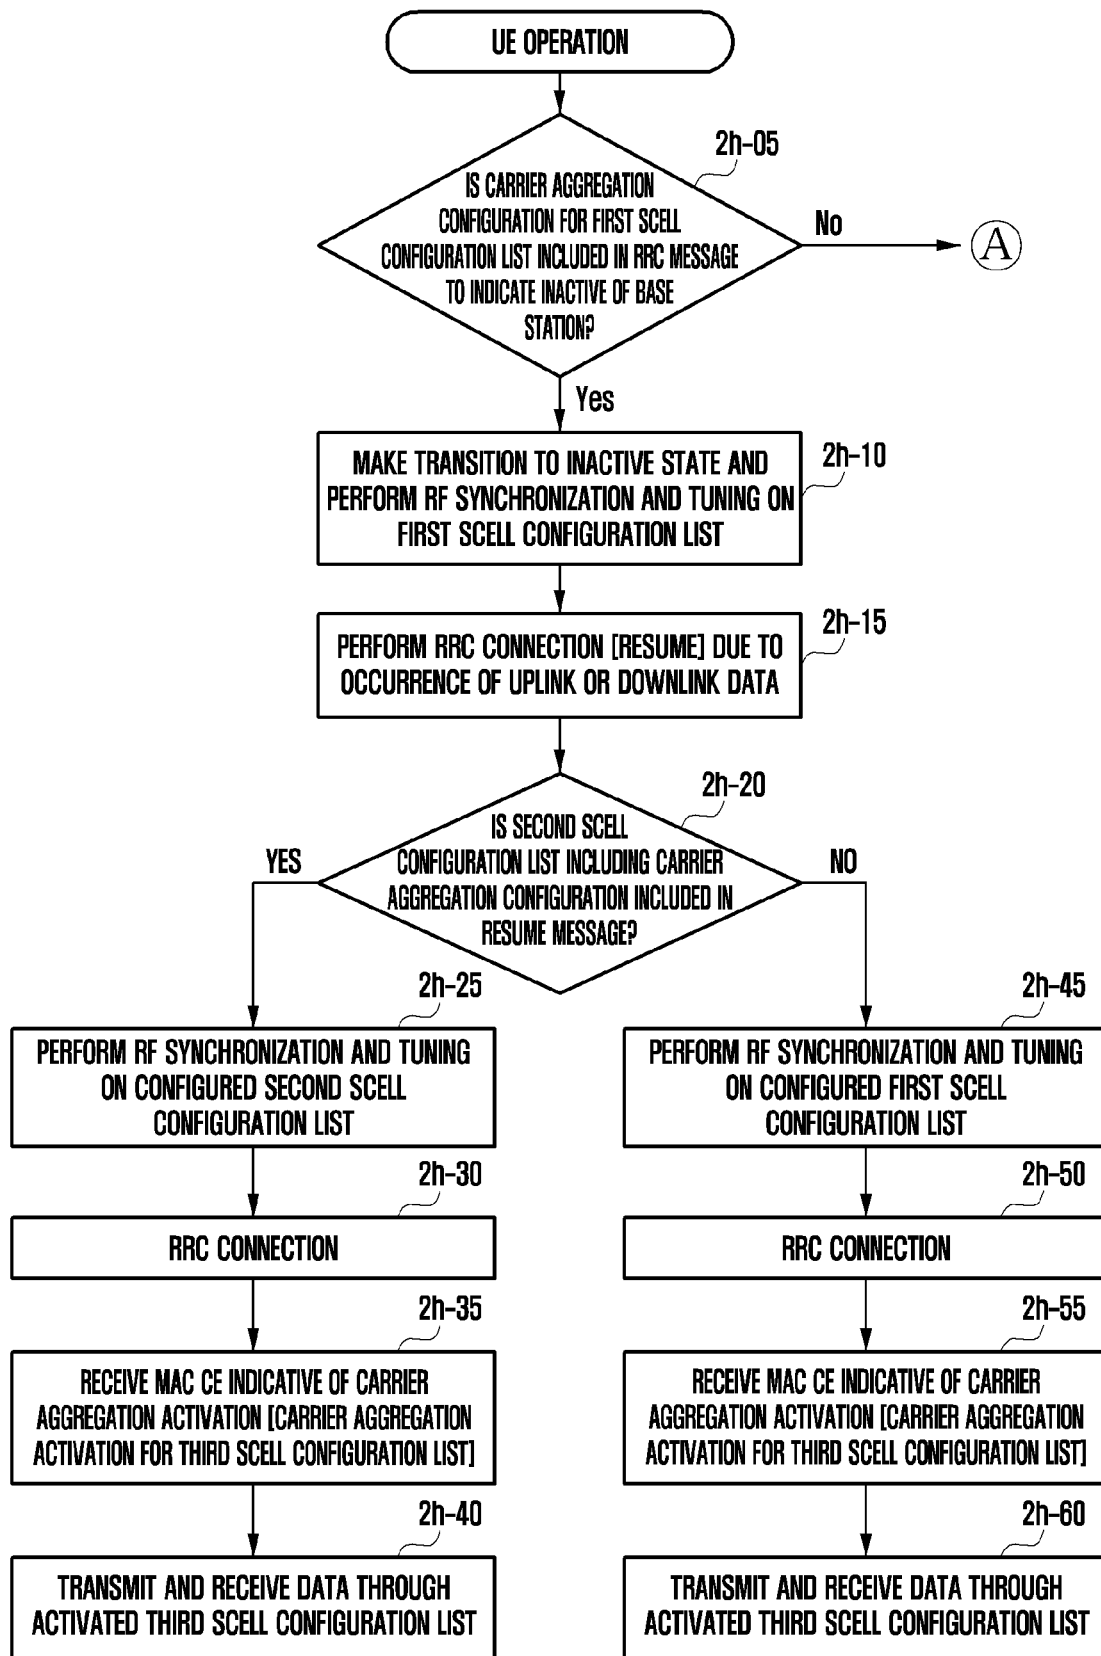 UE OPERATION
2h-05
IS CARRIER AGGREGATION
CONFIGURATION FOR FIRST SCELL
CONFIGURATION LIST INCLUDED IN RRC MESSAGE
TO INDICATE INACTIVE OF BASE
STATION?
No
A
Yes
2h-10
MAKE TRANSITION TO INACTIVE STATE AND
PERFORM RF SYNCHRONIZATION AND TUNING ON
FIRST SCELL CONFIGURATION LIST
2h-15
PERFORM RRC CONNECTION [RESUME] DUE TO
OCCURRENCE OF UPLINK OR DOWNLINK DATA
2h-20
IS SECOND SCELL
CONFIGURATION LIST INCLUDING CARRIER
AGGREGATION CONFIGURATION INCLUDED IN
RESUME MESSAGE?
YES
NO
2h-25
PERFORM RF SYNCHRONIZATION AND TUNING
ON CONFIGURED SECOND SCELL
CONFIGURATION LIST
2h-30
RRC CONNECTION
2h-35
RECEIVE MAC CE INDICATIVE OF CARRIER
AGGREGATION ACTIVATION [CARRIER AGGREGATION
ACTIVATION FOR THIRD SCELL CONFIGURATION LIST]
2h-40
TRANSMIT AND RECEIVE DATA THROUGH
ACTIVATED THIRD SCELL CONFIGURATION LIST
2h-45
PERFORM RF SYNCHRONIZATION AND TUNING
ON CONFIGURED FIRST SCELL
CONFIGURATION LIST
2h-50
RRC CONNECTION
2h-55
RECEIVE MAC CE INDICATIVE OF CARRIER
AGGREGATION ACTIVATION [CARRIER AGGREGATION
ACTIVATION FOR THIRD SCELL CONFIGURATION LIST]
2h-60
TRANSMIT AND RECEIVE DATA THROUGH
ACTIVATED THIRD SCELL CONFIGURATION LIST